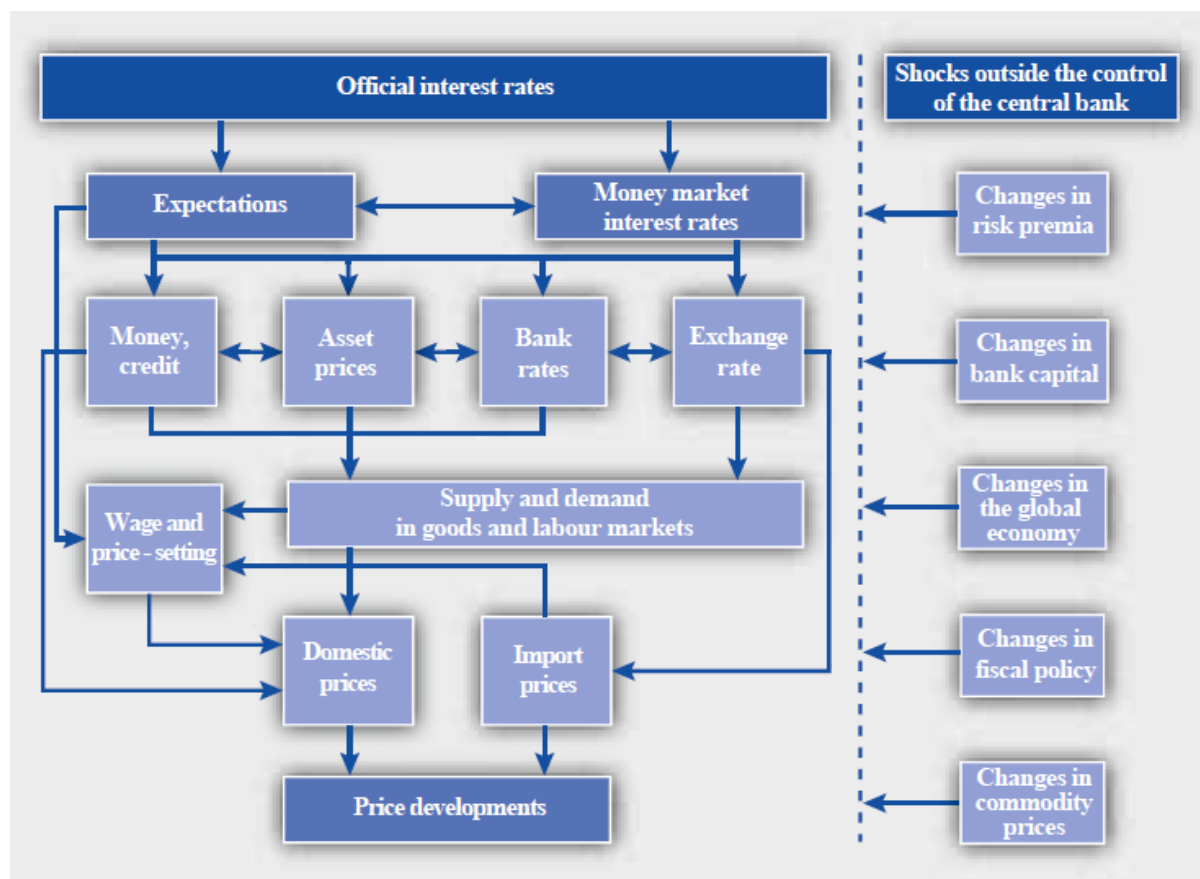 Official interest rates
Shocks outside the control
of the central bank
Expectations
Money market
interest rates
Changes in
risk premia
Money,
credit
Asset
prices
Bank
rates
Exchange
rate
Changes in
bank capital
Supply and demand
in goods and labour markets
Wage and
price - setting
Changes in
the global
economy
Domestic
prices
Import
prices
Changes in
fiscal policy
Price developments
Changes in
commodity
prices